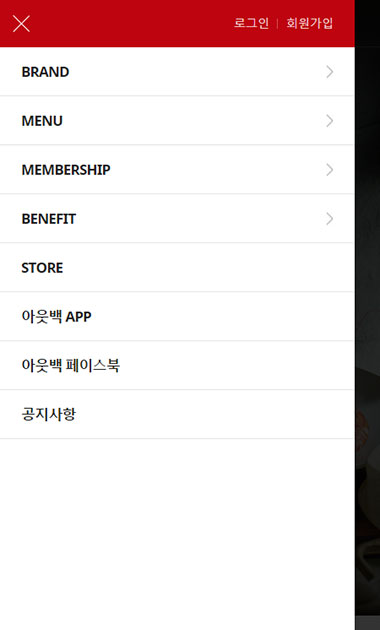 로그인 | 회원가입
BRAND
MENU
MEMBERSHIP
BENEFIT
STORE
아웃백 APP
아웃백 페이스북
공지사항